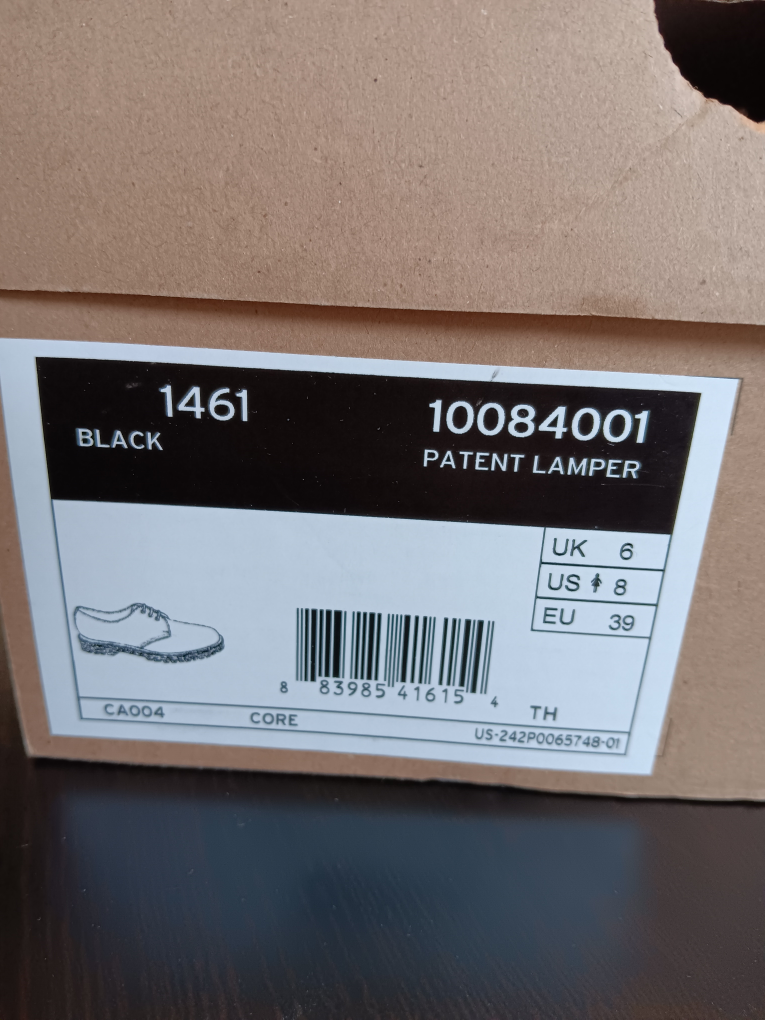 1461 10084001
BLACK PATENT LAMPER
UK 6
US 8
EU 39
8 83985 41615 4
CA004 CORE TH
US-242P0065748-01